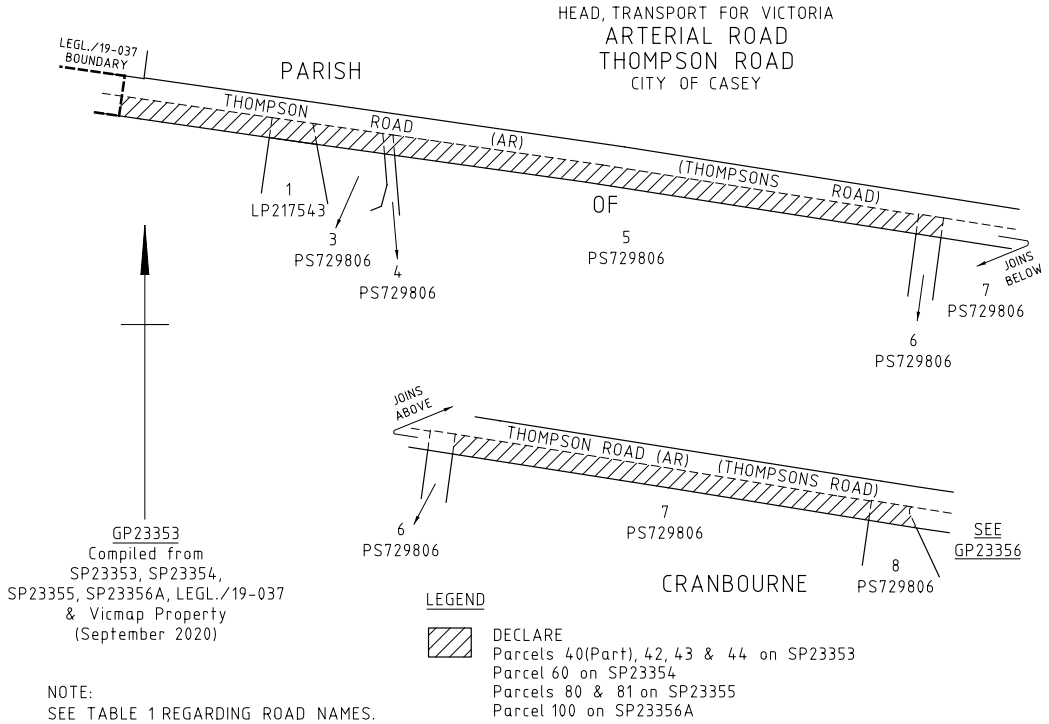 HEAD, TRANSPORT FOR VICTORIA
ARTERIAL ROAD
THOMPSON ROAD
CITY OF CASEY
LEGL./19-037
BOUNDARY
PARISH
THOMPSON ROAD (AR) (THOMPSONS ROAD)
OF
1
LP217543
3
PS729806
4
PS729806
5
PS729806
6
PS729806
7
PS729806
JOINS
BELOW
JOINS
ABOVE
THOMPSON ROAD (AR) (THOMPSONS ROAD)
6
PS729806
7
PS729806
8
PS729806
SEE
GP23356
CRANBOURNE
GP23353
Compiled from
SP23353, SP23354,
SP23355, SP23356A, LEGL./19-037
& Vicmap Property
(September 2020)
LEGEND
DECLARE
Parcels 40(Part), 42, 43 & 44 on SP23353
Parcel 60 on SP23354
Parcels 80 & 81 on SP23355
Parcel 100 on SP23356A
NOTE:
SEE TABLE 1 REGARDING ROAD NAMES.